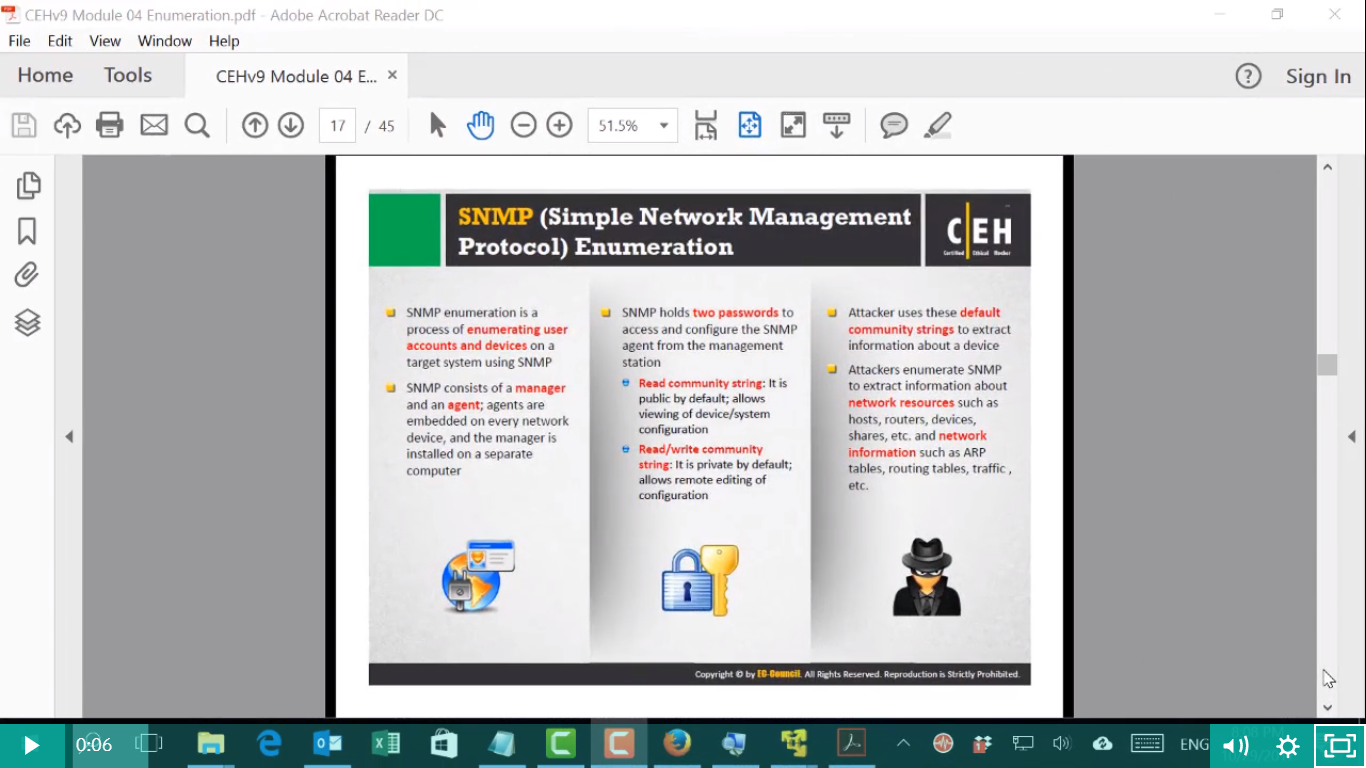 CEHv9 Module 04 Enumeration.pdf - Adobe Acrobat Reader DC
File Edit View Window Help
Home Tools CEHv9 Module 04 E... × ? Sign In
17 / 45 51.5%
SNMP (Simple Network Management
Protocol) Enumeration
C|EH
Certified Ethical Hacker
SNMP enumeration is a
process of enumerating user
accounts and devices on a
target system using SNMP
SNMP consists of a manager
and an agent; agents are
embedded on every network
device, and the manager is
installed on a separate
computer
SNMP holds two passwords to
access and configure the SNMP
agent from the management
station
Read community string: It is
public by default; allows
viewing of device/system
configuration
Read/write community
string: It is private by default;
allows remote editing of
configuration
Attacker uses these default
community strings to extract
information about a device
Attackers enumerate SNMP
to extract information about
network resources such as
hosts, routers, devices,
shares, etc. and network
information such as ARP
tables, routing tables, traffic ,
etc.
Copyright © by EC-Council. All Rights Reserved. Reproduction is Strictly Prohibited.
0:06 ENG